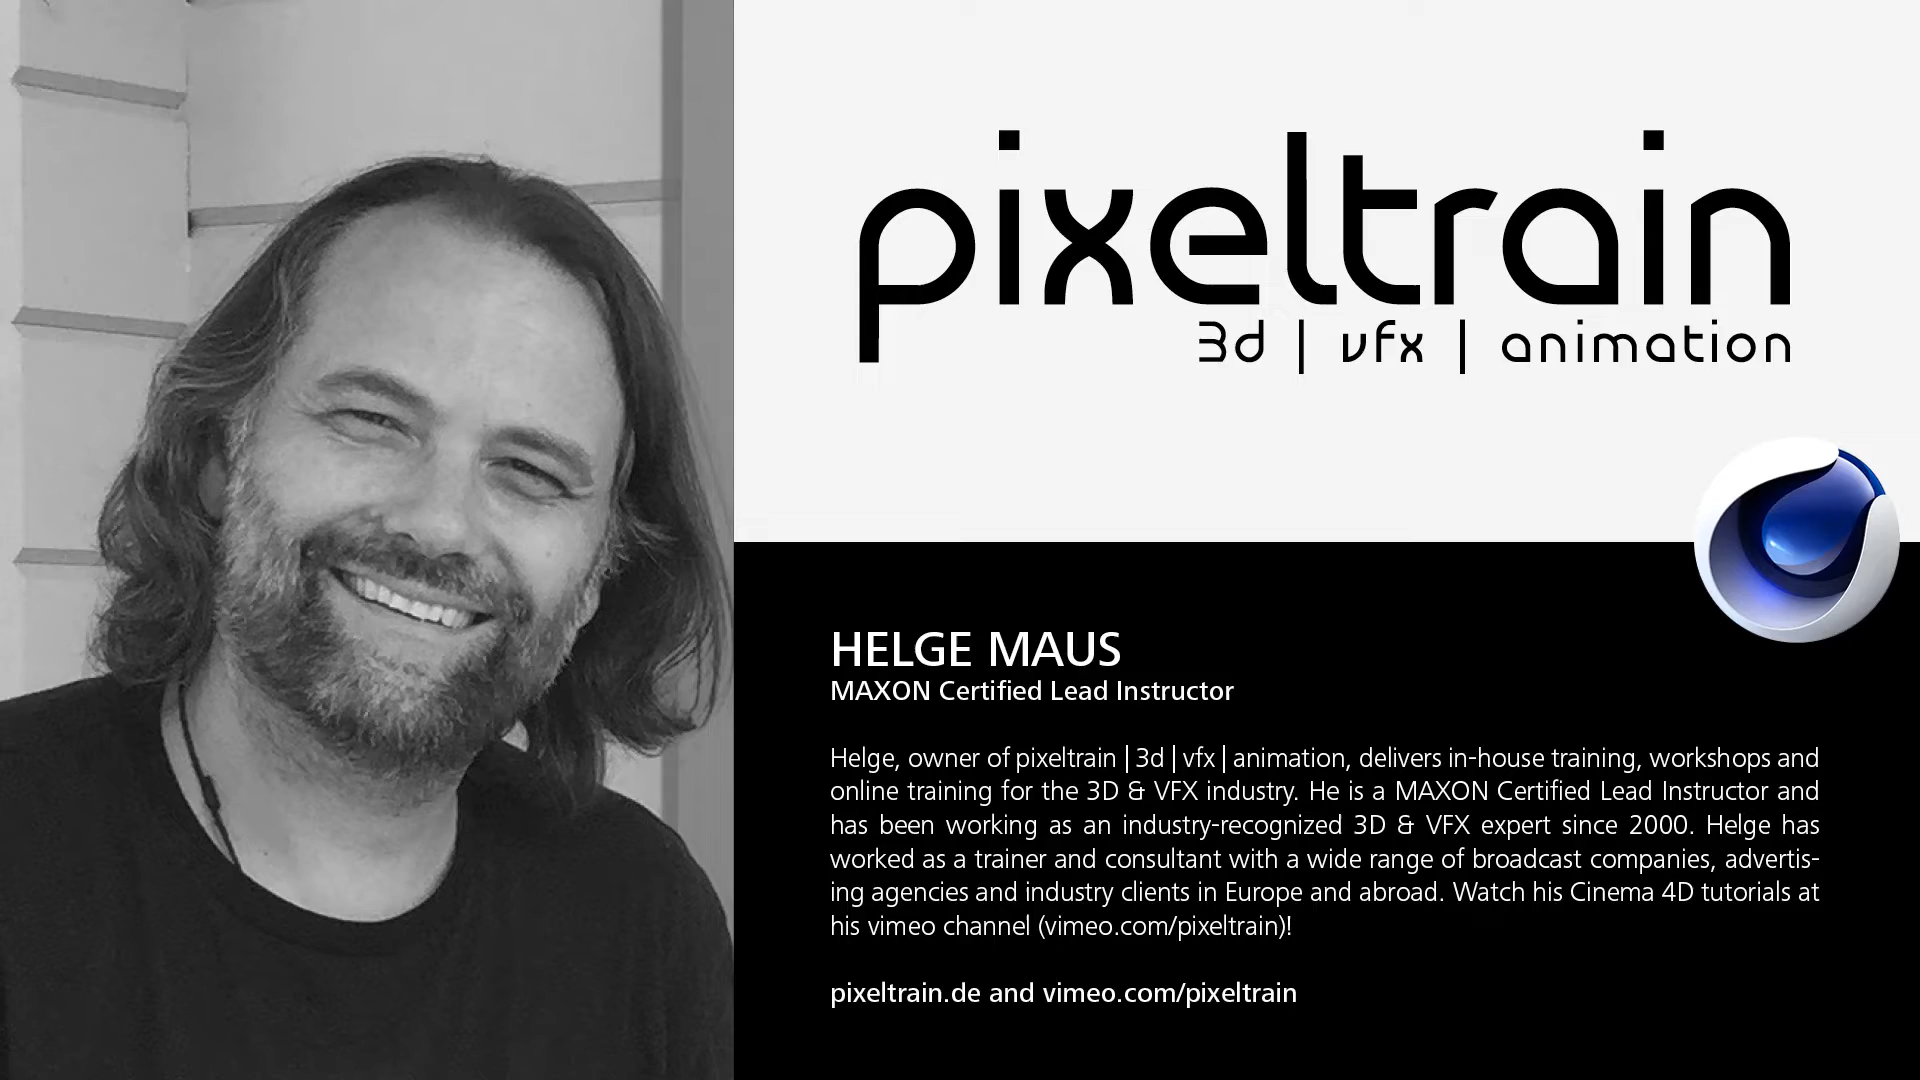 pixeltrain
3d | vfx | animation
HELGE MAUS
MAXON Certified Lead Instructor
Helge, owner of pixeltrain | 3d | vfx | animation, delivers in-house training, workshops and
online training for the 3D & VFX industry. He is a MAXON Certified Lead Instructor and
has been working as an industry-recognized 3D & VFX expert since 2000. Helge has
worked as a trainer and consultant with a wide range of broadcast companies, advertis-
ing agencies and industry clients in Europe and abroad. Watch his Cinema 4D tutorials at
his vimeo channel (vimeo.com/pixeltrain)!
pixeltrain.de and vimeo.com/pixeltrain